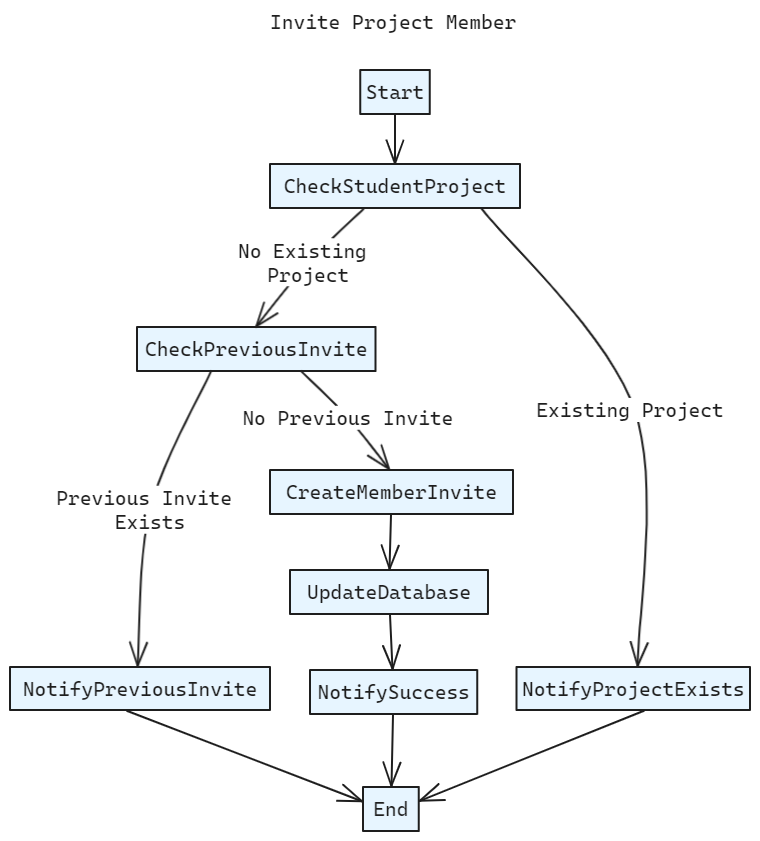 Invite Project Member
Start
CheckStudentProject
No Existing
Project
CheckPreviousInvite
Existing Project
No Previous Invite
CreateMemberInvite
Previous Invite
Exists
UpdateDatabase
NotifyPreviousInvite
NotifySuccess
NotifyProjectExists
End